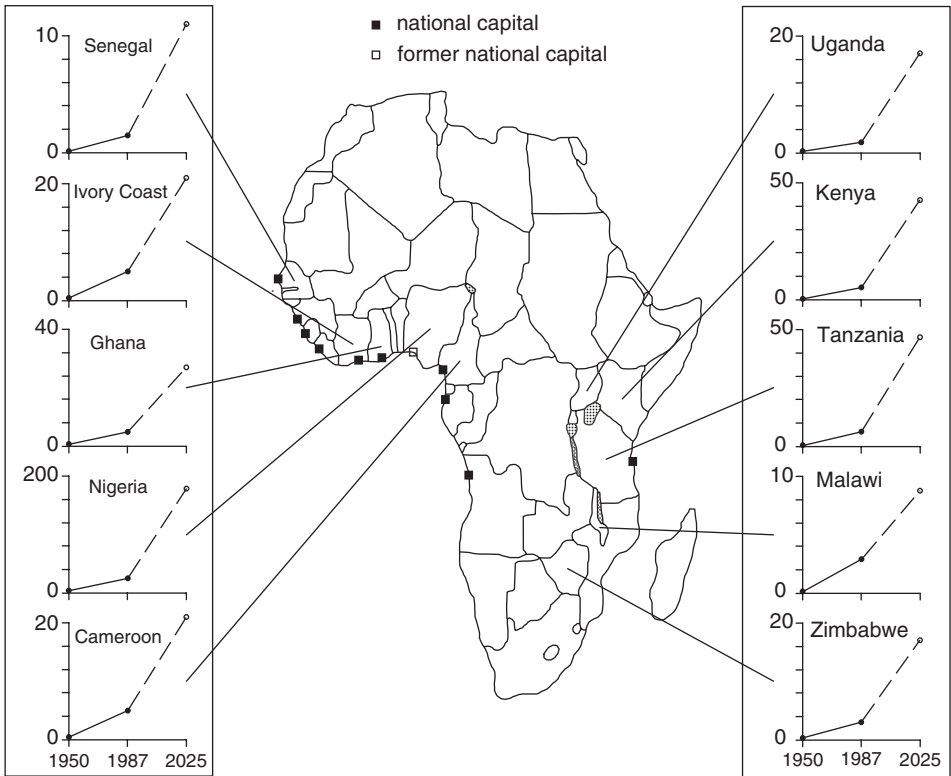 national capital
former national capital
10
Senegal
0
20
Ivory Coast
0
40
Ghana
0
200
Nigeria
0
20
Cameroon
0
1950 1987 2025
20
Uganda
0
50
Kenya
0
50
Tanzania
0
10
Malawi
0
20
Zimbabwe
0
1950 1987 2025